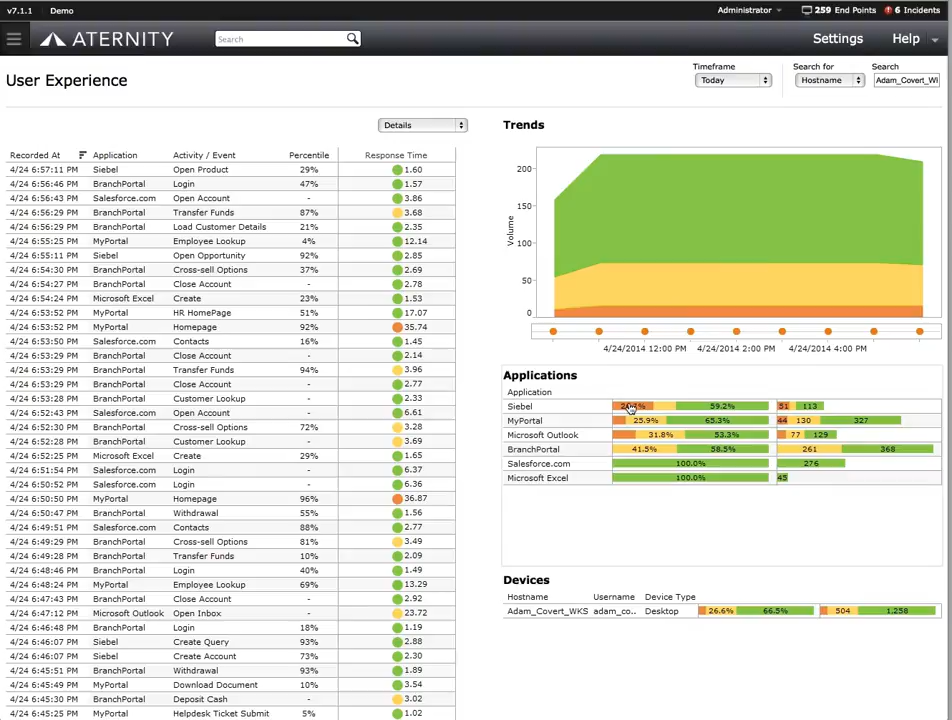 v7.1.1 Demo Administrator 259 End Points 6 Incidents
ATERNITY Search Settings Help
User Experience
Timeframe Search for Search
Today Hostname Adam_Covert_WI
Details
Recorded At Application Activity / Event Percentile Response Time
4/24 6:57:11 PM Siebel Open Product 29% 1.60
4/24 6:56:46 PM BranchPortal Login 47% 1.57
4/24 6:56:43 PM Salesforce.com Open Account - 3.86
4/24 6:56:29 PM BranchPortal Transfer Funds 87% 3.68
4/24 6:56:29 PM BranchPortal Load Customer Details 21% 2.35
4/24 6:55:25 PM MyPortal Employee Lookup 4% 12.14
4/24 6:55:11 PM Siebel Open Opportunity 92% 2.85
4/24 6:54:30 PM BranchPortal Cross-sell Options 37% 2.69
4/24 6:54:27 PM BranchPortal Close Account - 2.78
4/24 6:54:24 PM Microsoft Excel Create 23% 1.53
4/24 6:53:52 PM MyPortal HR HomePage 51% 17.07
4/24 6:53:52 PM MyPortal Homepage 92% 35.74
4/24 6:53:50 PM Salesforce.com Contacts 16% 1.45
4/24 6:53:29 PM BranchPortal Close Account - 2.14
4/24 6:53:29 PM BranchPortal Transfer Funds 94% 3.96
4/24 6:53:29 PM BranchPortal Close Account - 2.77
4/24 6:53:28 PM BranchPortal Customer Lookup - 2.33
4/24 6:52:43 PM Salesforce.com Open Account - 6.61
4/24 6:52:30 PM BranchPortal Cross-sell Options 72% 3.28
4/24 6:52:28 PM BranchPortal Customer Lookup - 3.69
4/24 6:52:25 PM Microsoft Excel Create 29% 1.65
4/24 6:51:54 PM Salesforce.com Login - 6.37
4/24 6:50:52 PM Salesforce.com Login - 6.36
4/24 6:50:50 PM MyPortal Homepage 96% 36.87
4/24 6:50:47 PM BranchPortal Withdrawal 55% 1.56
4/24 6:49:51 PM Salesforce.com Contacts 88% 2.77
4/24 6:49:29 PM BranchPortal Cross-sell Options 81% 3.49
4/24 6:49:28 PM BranchPortal Transfer Funds 10% 2.09
4/24 6:48:46 PM BranchPortal Login 40% 1.49
4/24 6:48:24 PM MyPortal Employee Lookup 69% 13.29
4/24 6:47:43 PM BranchPortal Close Account - 2.92
4/24 6:47:12 PM Microsoft Outlook Open Inbox - 23.72
4/24 6:46:48 PM BranchPortal Login 18% 1.19
4/24 6:46:07 PM Siebel Create Query 93% 2.88
4/24 6:46:07 PM Siebel Create Account 73% 2.30
4/24 6:45:51 PM BranchPortal Withdrawal 93% 1.89
4/24 6:45:49 PM MyPortal Download Document 10% 3.54
4/24 6:45:30 PM BranchPortal Deposit Cash - 3.02
4/24 6:45:25 PM MyPortal Helpdesk Ticket Submit 5% 1.02
Trends
200
150
100
50
0
Volume
4/24/2014 12:00 PM 4/24/2014 2:00 PM 4/24/2014 4:00 PM
Applications
Application
Siebel 59.2% 51 113
MyPortal 25.9% 65.3% 44 130 327
Microsoft Outlook 31.8% 53.3% 77 129
BranchPortal 41.5% 58.5% 261 368
Salesforce.com 100.0% 276
Microsoft Excel 100.0% 45
Devices
Hostname Username Device Type
Adam_Covert_WKS adam_co.. Desktop 26.6% 66.5% 504 1,258